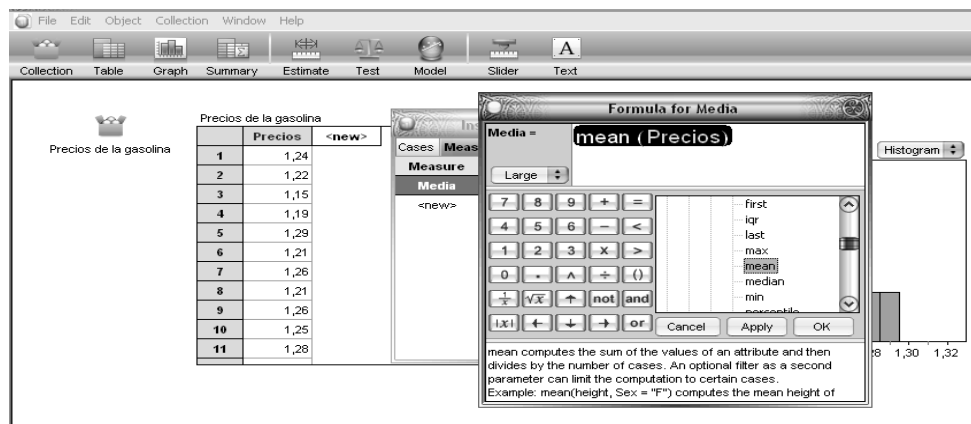 File Edit Object Collection Window Help
Collection Table Graph Summary Estimate Test Model Slider Text
A
Precios de la gasolina
Precios de la gasolina
Precios <new>
1 1,24
2 1,22
3 1,15
4 1,19
5 1,29
6 1,21
7 1,26
8 1,21
9 1,26
10 1,25
11 1,28
Ins
Cases Meas
Measure
Media
<new>
Formula for Media
Media = mean (Precios)
Large
7 8 9 + =
4 5 6 − <
1 2 3 x >
0 . ^ ÷ ()
1/x √x ↑ not and
|x| ← ↓ → or
first
iqr
last
max
mean
median
min
percentile
Cancel Apply OK
mean computes the sum of the values of an attribute and then
divides by the number of cases. An optional filter as a second
parameter can limit the computation to certain cases.
Example: mean(height, Sex = "F") computes the mean height of
Histogram
1,30 1,32